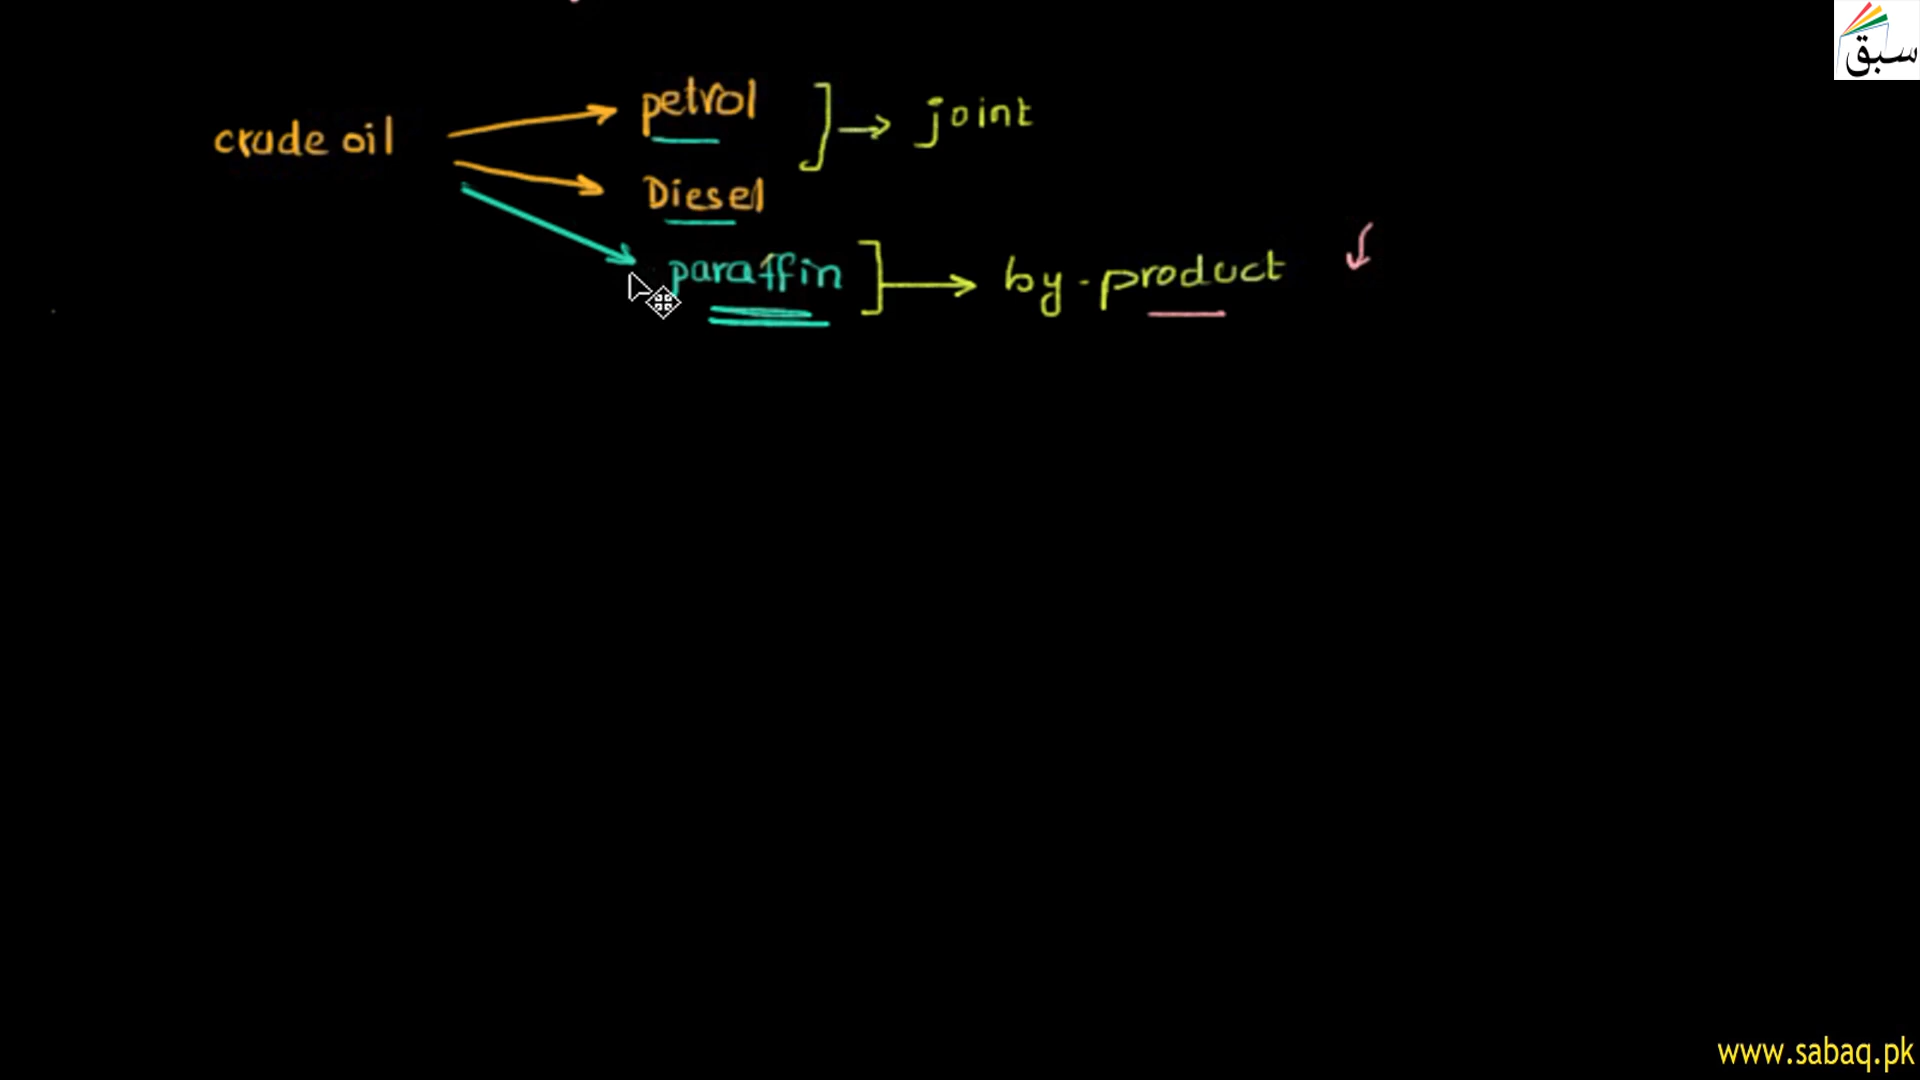 سبق
crude oil
petrol
joint
Diesel
paraffin
by-product
www.sabaq.pk